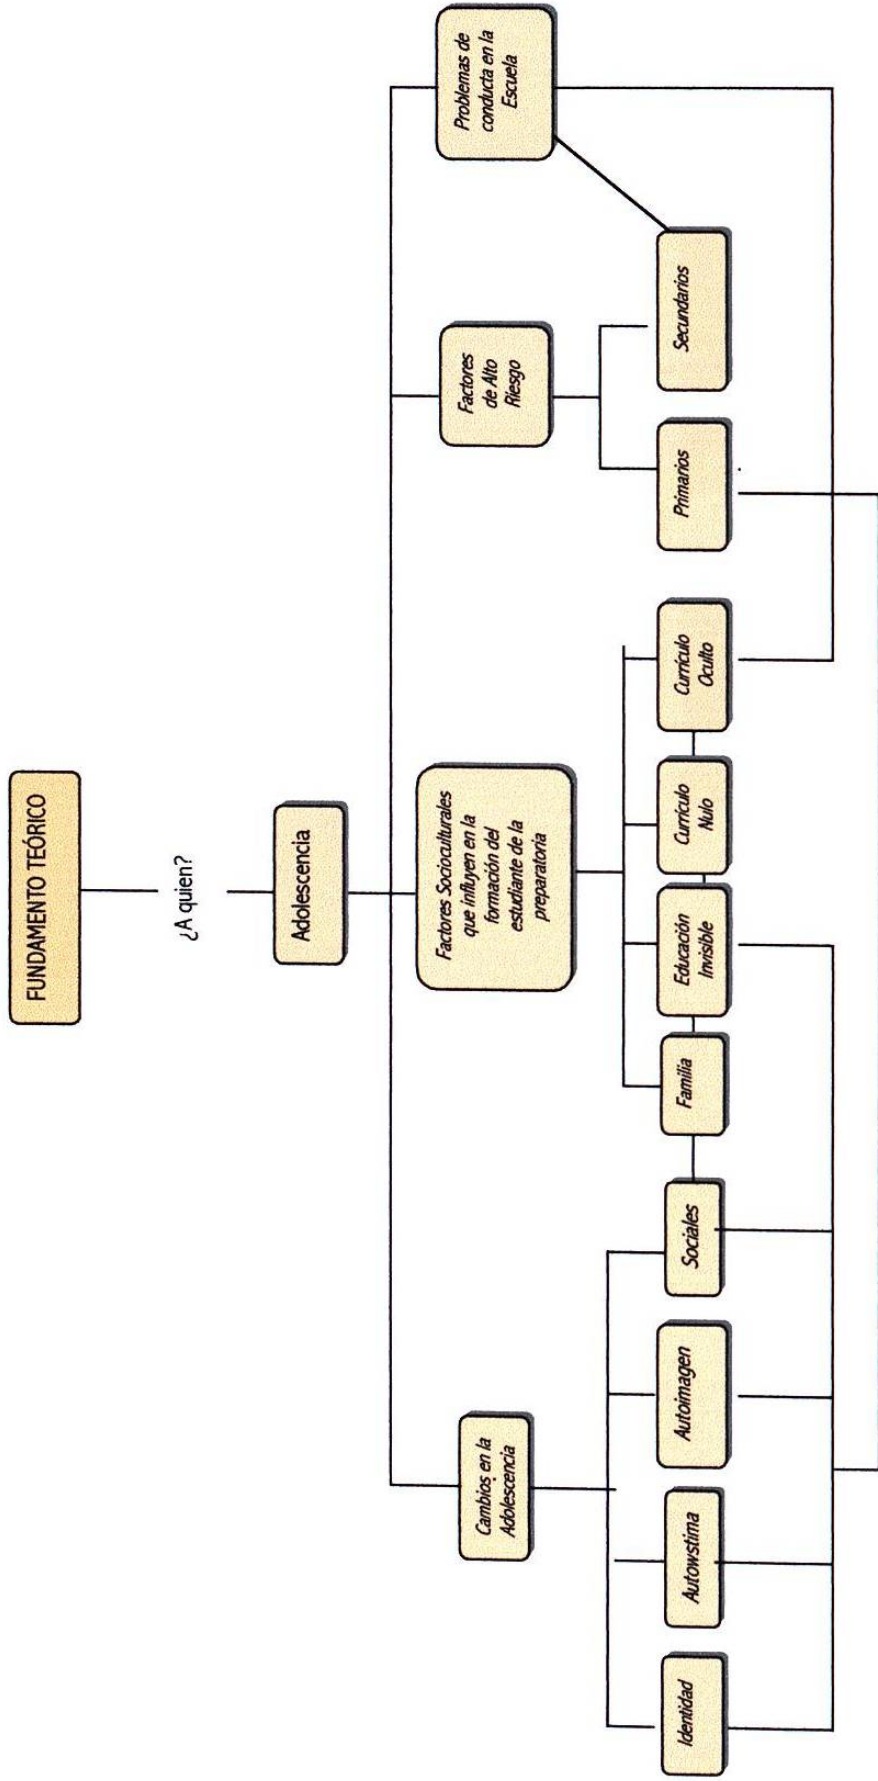 FUNDAMENTO TEÓRICO
¿A quien?
Adolescencia
Cambios en la
Adolescencia
Factores Socioculturales
que influyen en la
formación del
estudiante de la
preparatoria
Factores
de Alto
Riesgo
Problemas de
conducta en la
Escuela
Identidad
Autowstima
Autoimagen
Sociales
Familia
Educación
Invisible
Currículo
Nulo
Currículo
Oculto
Primarios
Secundarios